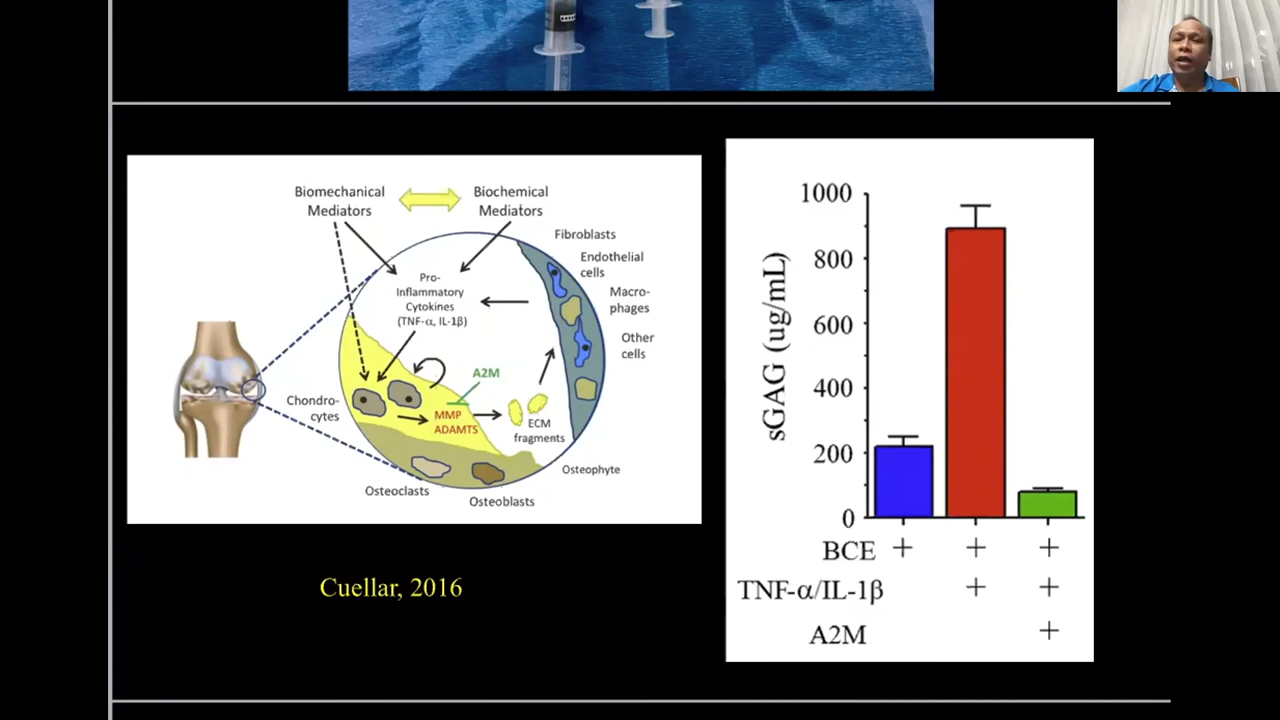 Biomechanical
Mediators
Biochemical
Mediators
Fibroblasts
Endothelial
cells
Macro-
phages
Other
cells
Pro-
Inflammatory
Cytokines
(TNF-α, IL-1β)
A2M
Chondro-
cytes
MMP
ADAMTS
ECM
fragments
Osteophyte
Osteoclasts
Osteoblasts
Cuellar, 2016
sGAG (ug/mL)
1000
800
600
400
200
0
BCE + + +
TNF-α/IL-1β + +
A2M +